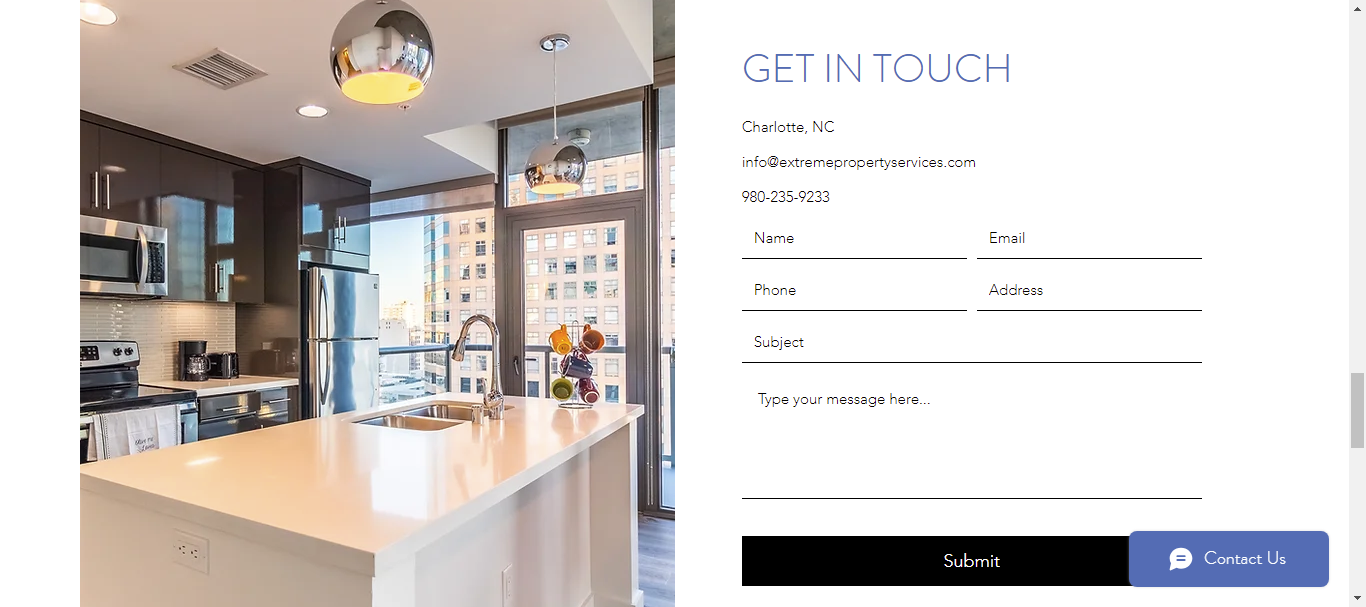 GET IN TOUCH
Charlotte, NC
info@extremepropertyservices.com
980-235-9233
Name
Email
Phone
Address
Subject
Type your message here...
Submit
Contact Us